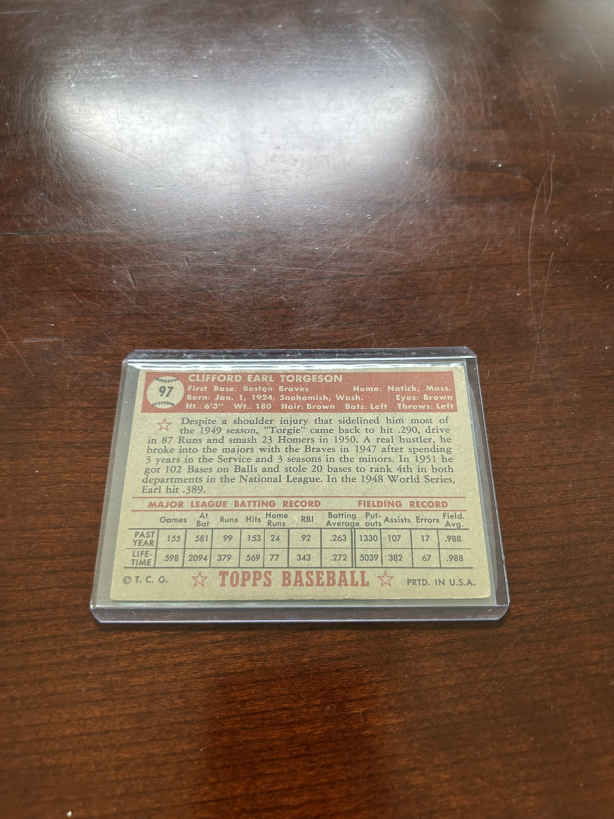 97
CLIFFORD EARL TORGESON
First Base: Boston Braves Home: Natick, Mass.
Born: Jan. 1, 1924, Snohomish, Wash. Eyes: Brown
Ht.: 6'3" Wt.: 180 Hair: Brown Bats: Left Throws: Left
Despite a shoulder injury that sidelined him most of
the 1949 season, "Torgie" came back to hit .290, drive
in 87 Runs and smash 23 Homers in 1950. A real hustler, he
broke into the majors with the Braves in 1947 after spending
3 years in the Service and 3 seasons in the minors. In 1951 he
got 102 Bases on Balls and stole 20 bases to rank 4th in both
departments in the National League. In the 1948 World Series,
Earl hit .389.
MAJOR LEAGUE BATTING RECORD FIELDING RECORD
Games At Bat Runs Hits Home Runs RBI Batting Average Put-outs Assists Errors Field. Avg.
PAST YEAR 155 581 99 153 24 92 .263 1330 107 17 .988
LIFE-TIME 598 2094 379 569 77 343 .272 5039 382 67 .988
© T. C. G. ☆ TOPPS BASEBALL ☆ PRTD. IN U.S.A.